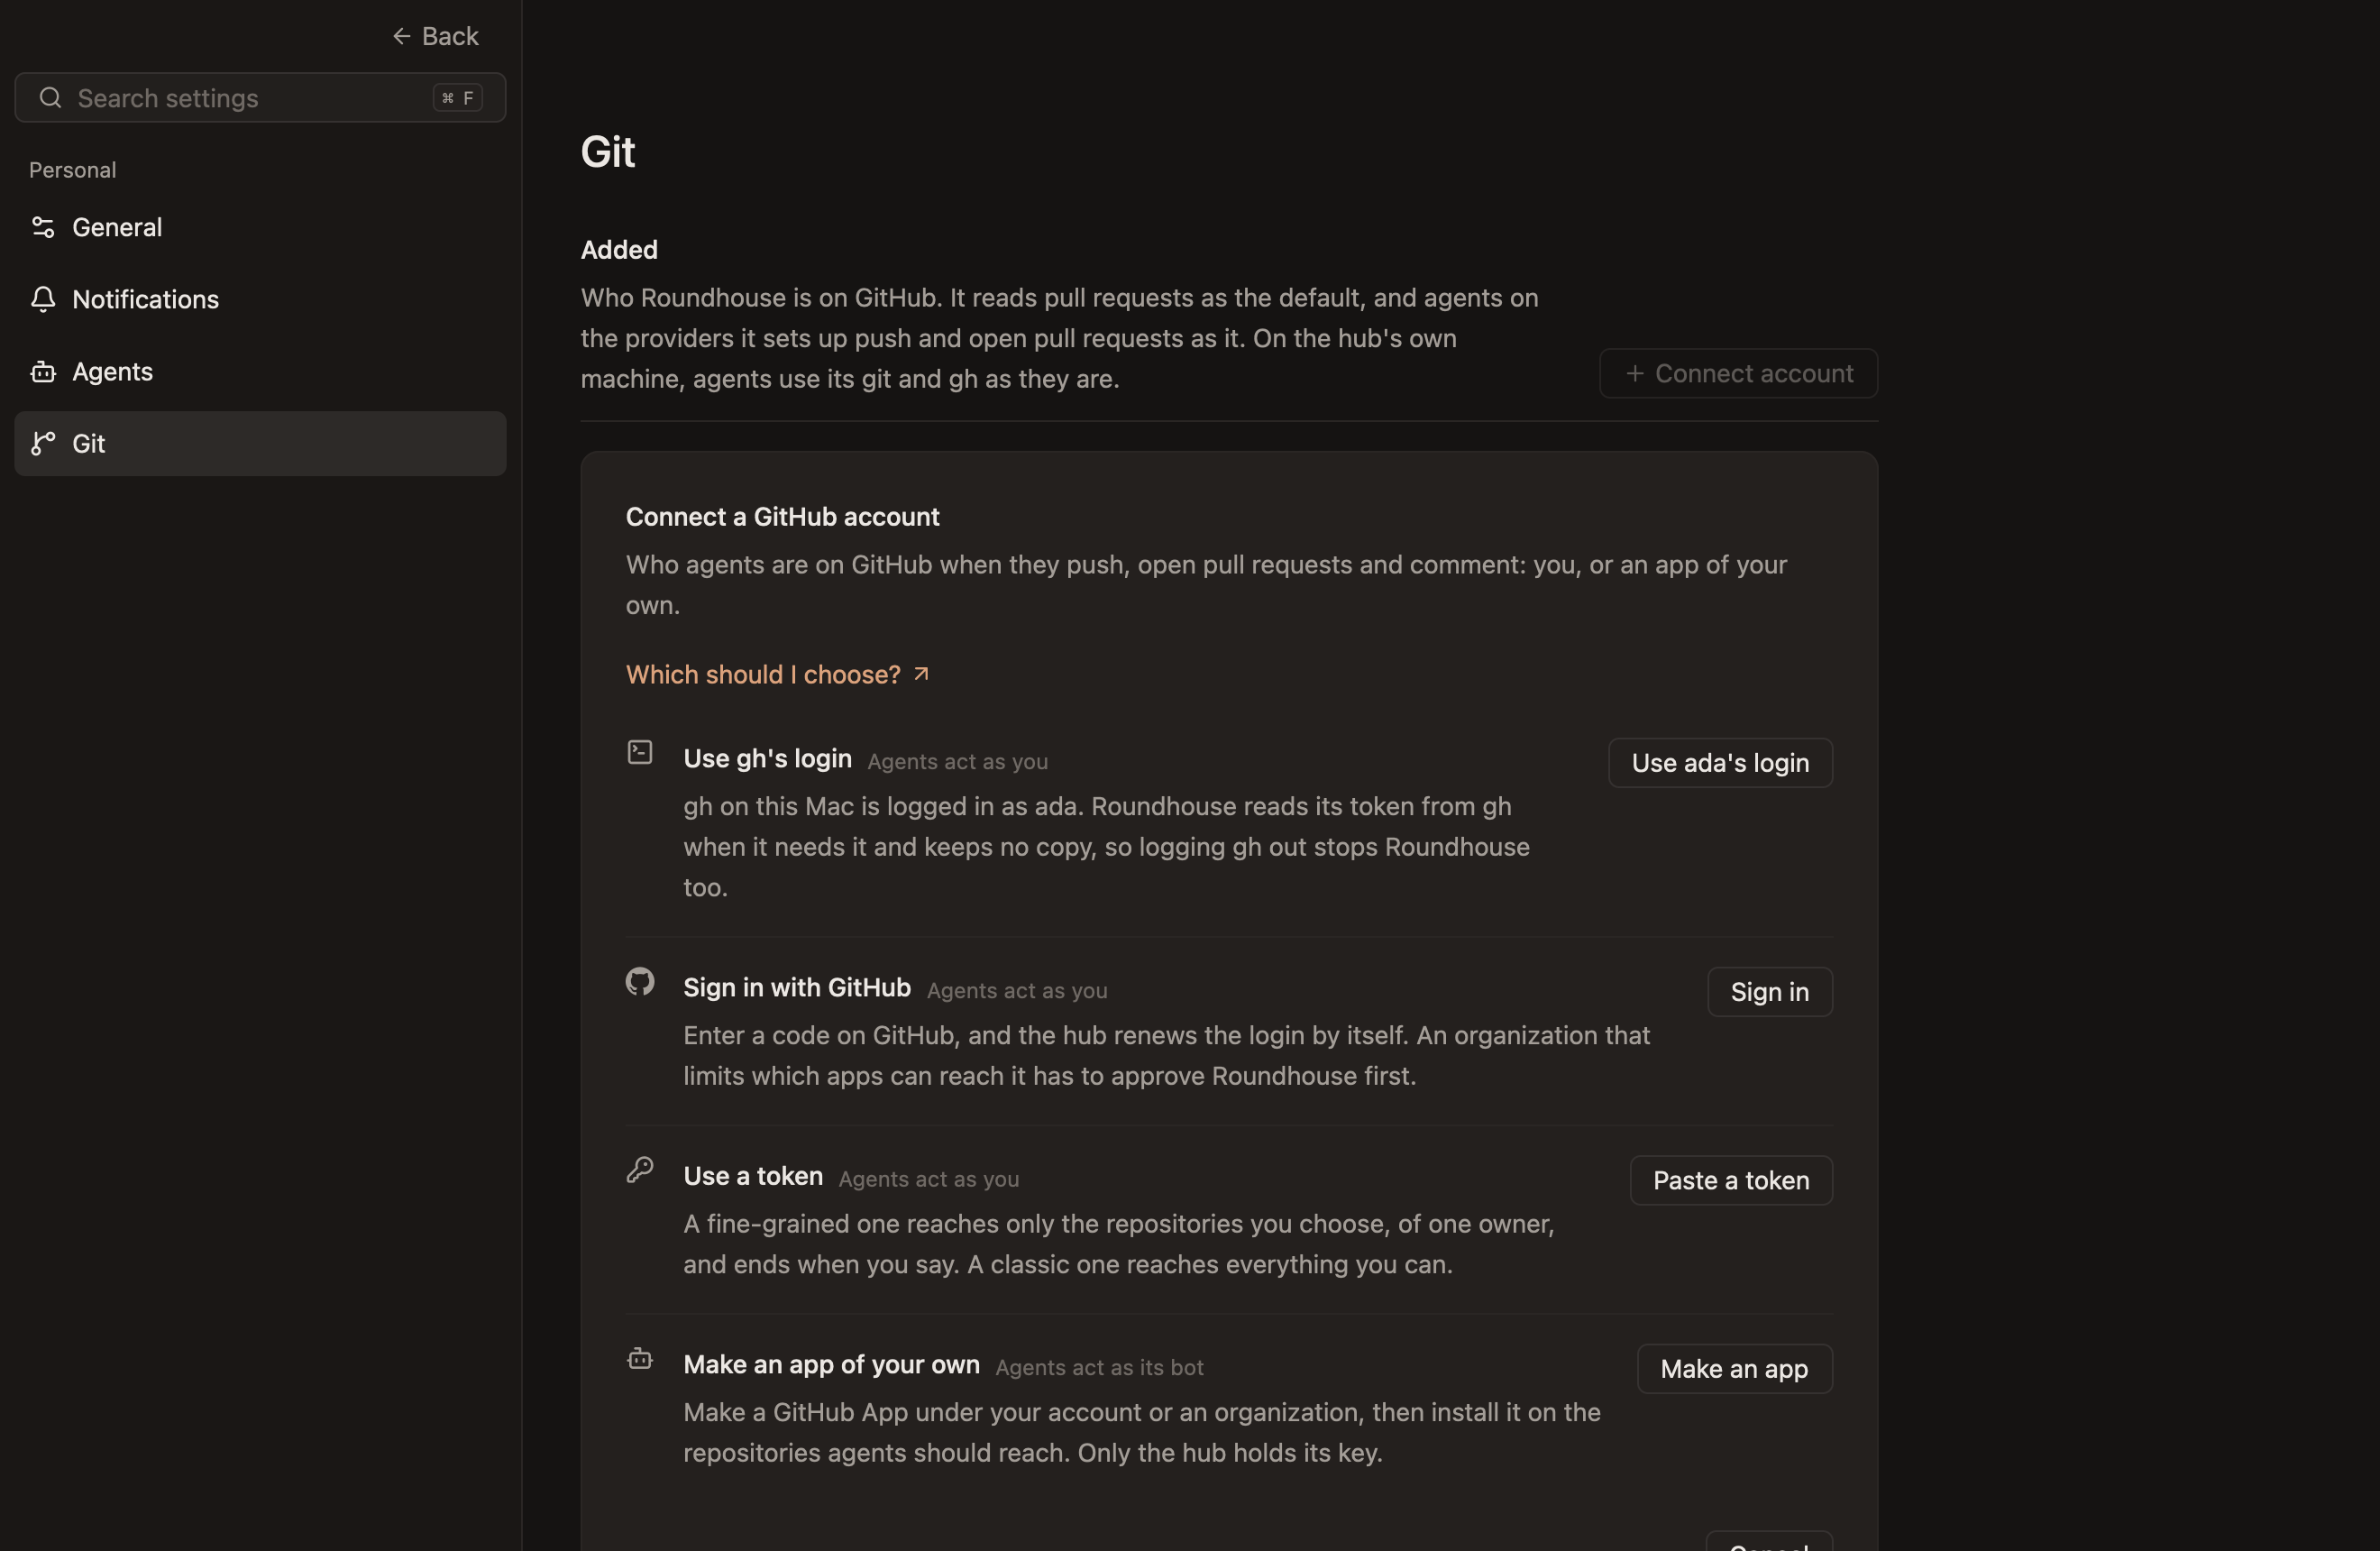 Back
Search settings
⌘ F
Personal
General
Notifications
Agents
Git
Git
Added
Who Roundhouse is on GitHub. It reads pull requests as the default, and agents on
the providers it sets up push and open pull requests as it. On the hub's own
machine, agents use its git and gh as they are.
+ Connect account
Connect a GitHub account
Who agents are on GitHub when they push, open pull requests and comment: you, or an app of your
own.
Which should I choose?
Use gh's login Agents act as you
Use ada's login
gh on this Mac is logged in as ada. Roundhouse reads its token from gh
when it needs it and keeps no copy, so logging gh out stops Roundhouse
too.
Sign in with GitHub Agents act as you
Sign in
Enter a code on GitHub, and the hub renews the login by itself. An organization that
limits which apps can reach it has to approve Roundhouse first.
Use a token Agents act as you
Paste a token
A fine-grained one reaches only the repositories you choose, of one owner,
and ends when you say. A classic one reaches everything you can.
Make an app of your own Agents act as its bot
Make an app
Make a GitHub App under your account or an organization, then install it on the
repositories agents should reach. Only the hub holds its key.
Cancel